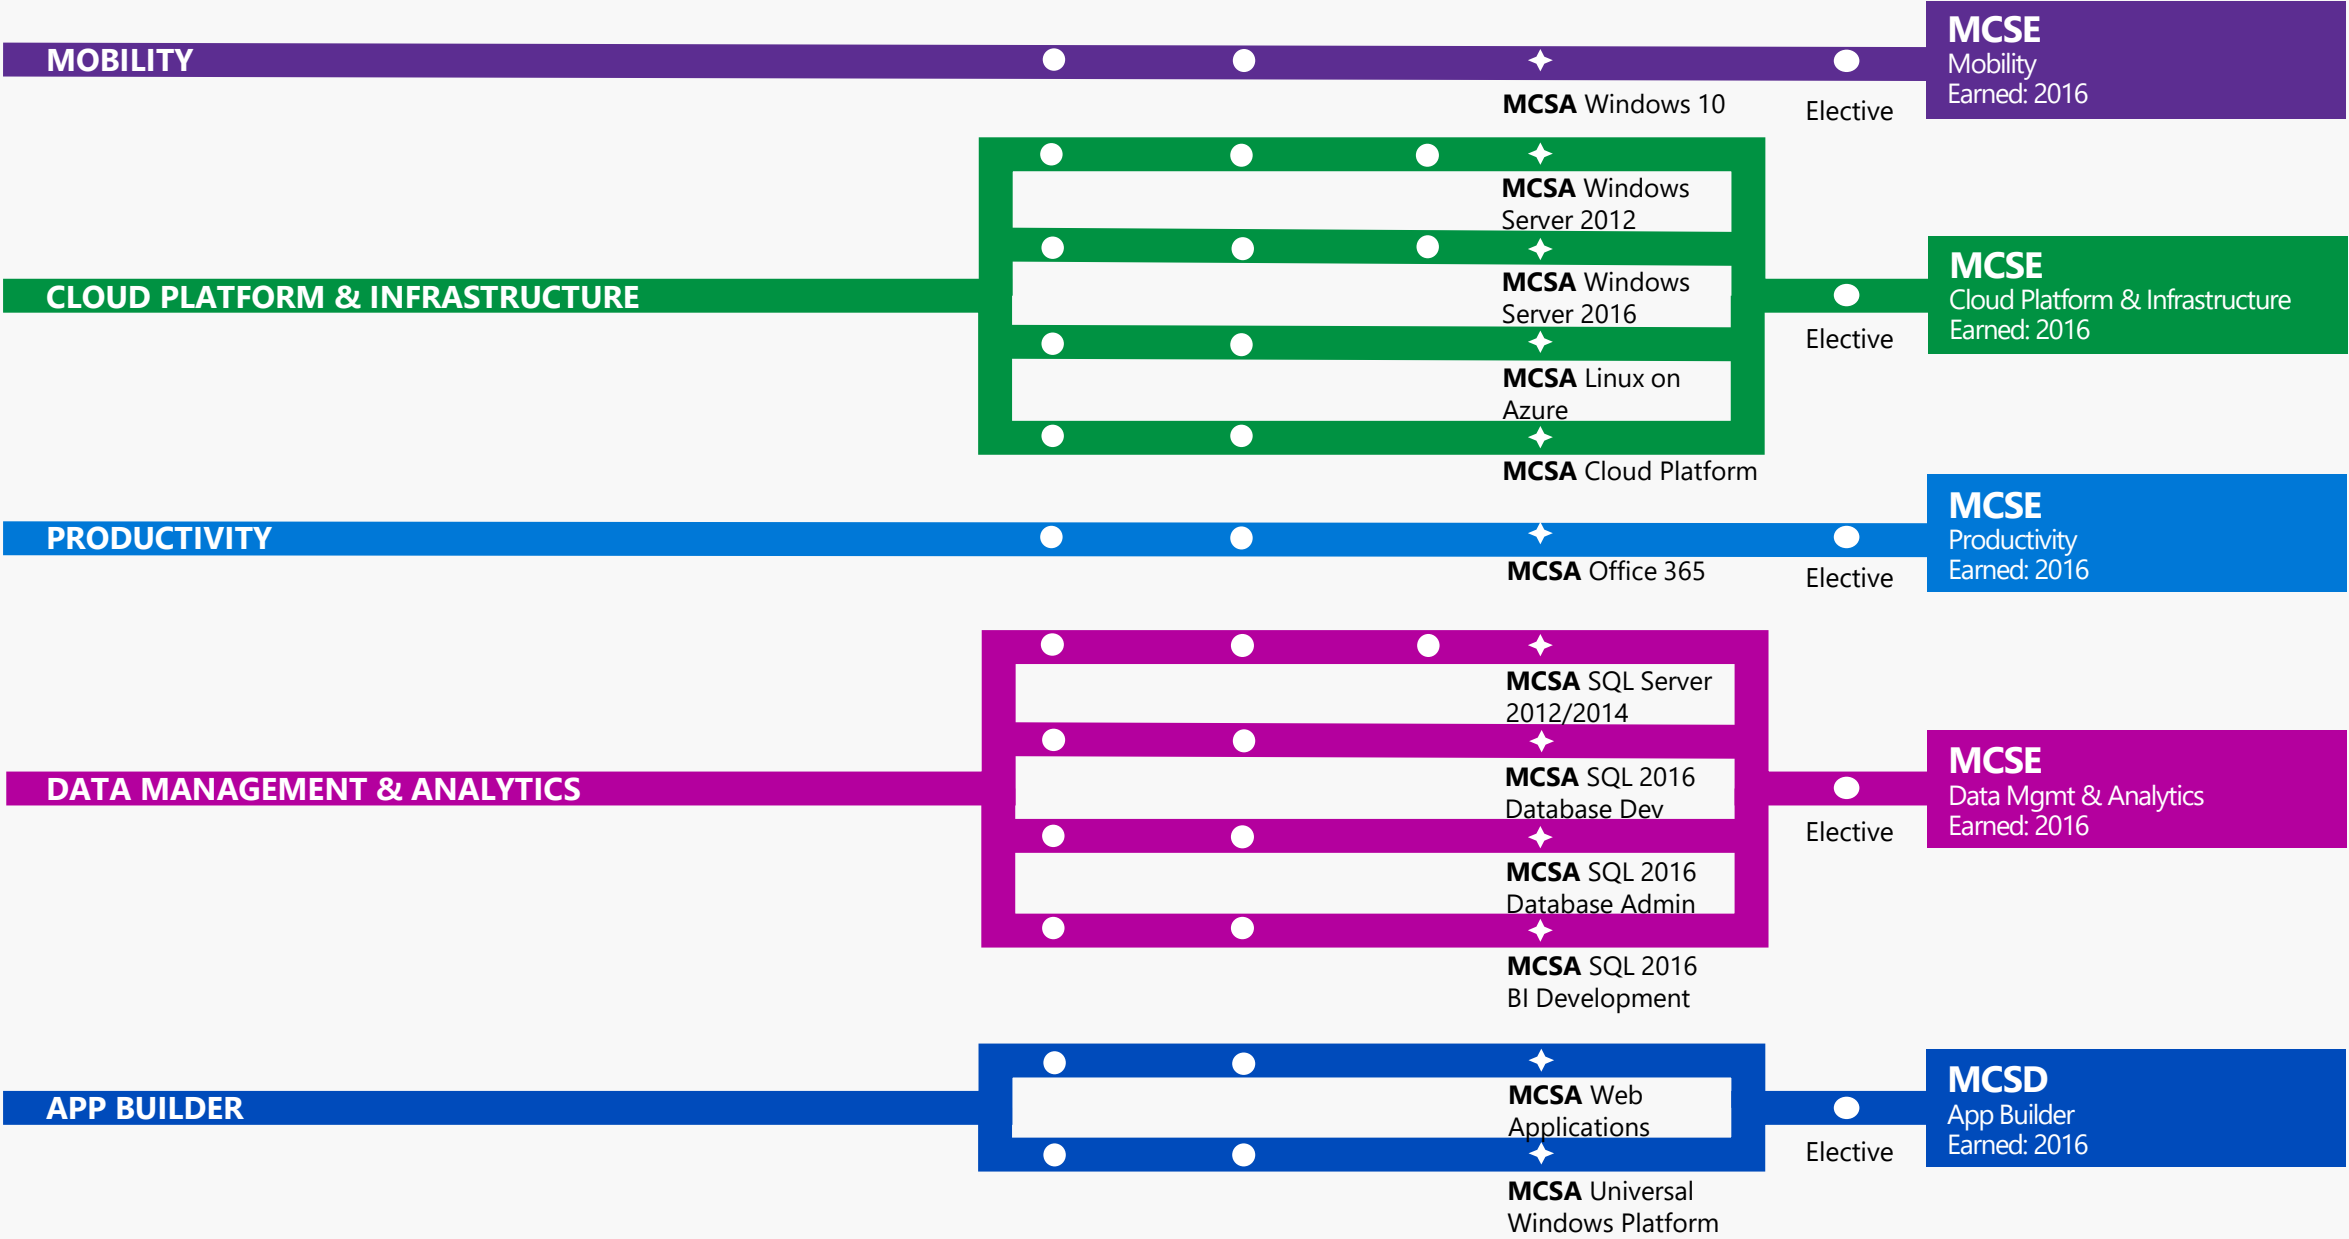 MOBILITY
MCSA Windows 10
Elective
MCSE
Mobility
Earned: 2016
CLOUD PLATFORM & INFRASTRUCTURE
MCSA Windows
Server 2012
MCSA Windows
Server 2016
MCSA Linux on
Azure
MCSA Cloud Platform
Elective
MCSE
Cloud Platform & Infrastructure
Earned: 2016
PRODUCTIVITY
MCSA Office 365
Elective
MCSE
Productivity
Earned: 2016
DATA MANAGEMENT & ANALYTICS
MCSA SQL Server
2012/2014
MCSA SQL 2016
Database Dev
MCSA SQL 2016
Database Admin
MCSA SQL 2016
BI Development
Elective
MCSE
Data Mgmt & Analytics
Earned: 2016
APP BUILDER
MCSA Web
Applications
MCSA Universal
Windows Platform
Elective
MCSD
App Builder
Earned: 2016